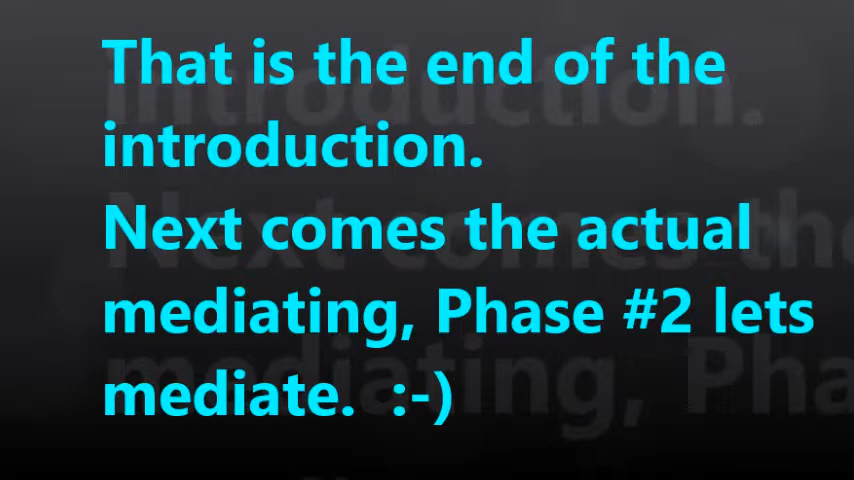 That is the end of the
introduction.
Next comes the actual
mediating, Phase #2 lets
mediate.  :-)